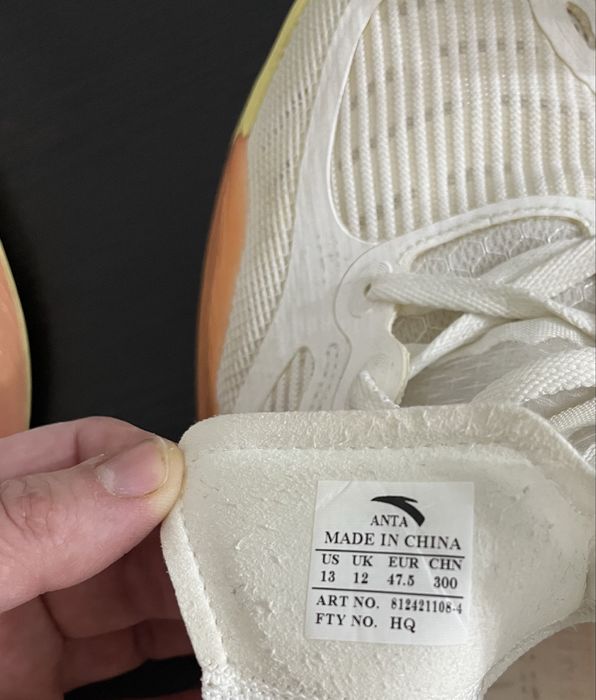 ANTA
MADE IN CHINA
US UK EUR CHN
13 12 47.5 300
ART NO. 812421108-4
FTY NO. HQ